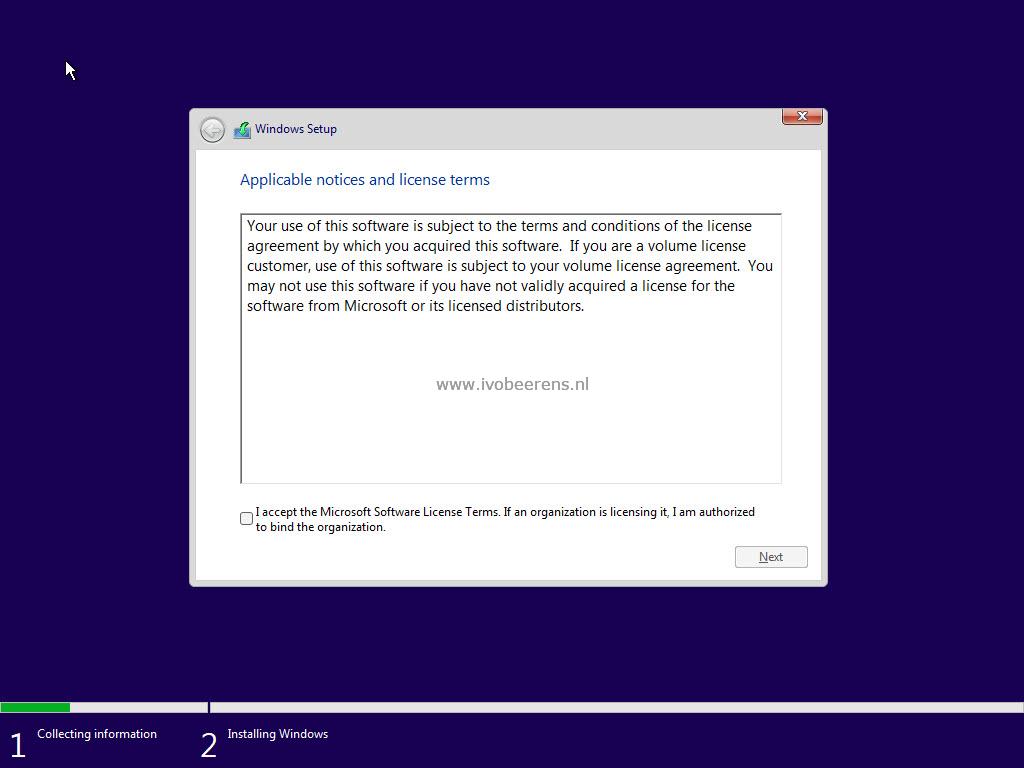 Windows Setup
Applicable notices and license terms
Your use of this software is subject to the terms and conditions of the license
agreement by which you acquired this software.  If you are a volume license
customer, use of this software is subject to your volume license agreement.  You
may not use this software if you have not validly acquired a license for the
software from Microsoft or its licensed distributors.
www.ivobeerens.nl
I accept the Microsoft Software License Terms. If an organization is licensing it, I am authorized
to bind the organization.
Next
1 Collecting information
2 Installing Windows